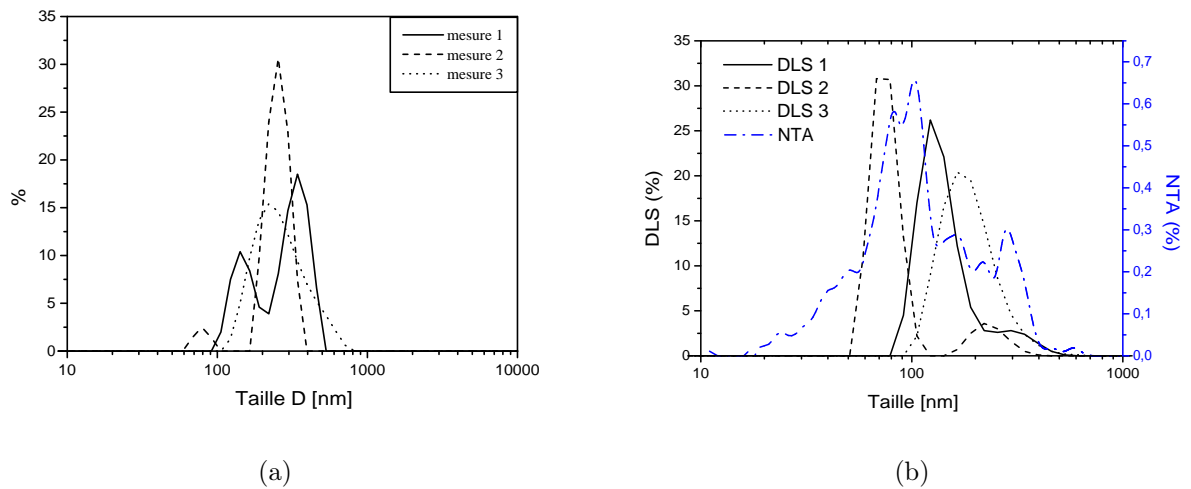 35
30
25
20
15
10
5
0
%
10
100
1000
10000
Taille D [nm]
mesure 1
mesure 2
mesure 3
(a)
35
30
25
20
15
10
5
0
DLS (%)
DLS 1
DLS 2
DLS 3
NTA
10
100
1000
Taille [nm]
0,7
0,6
0,5
0,4
0,3
0,2
0,1
0,0
NTA (%)
(b)